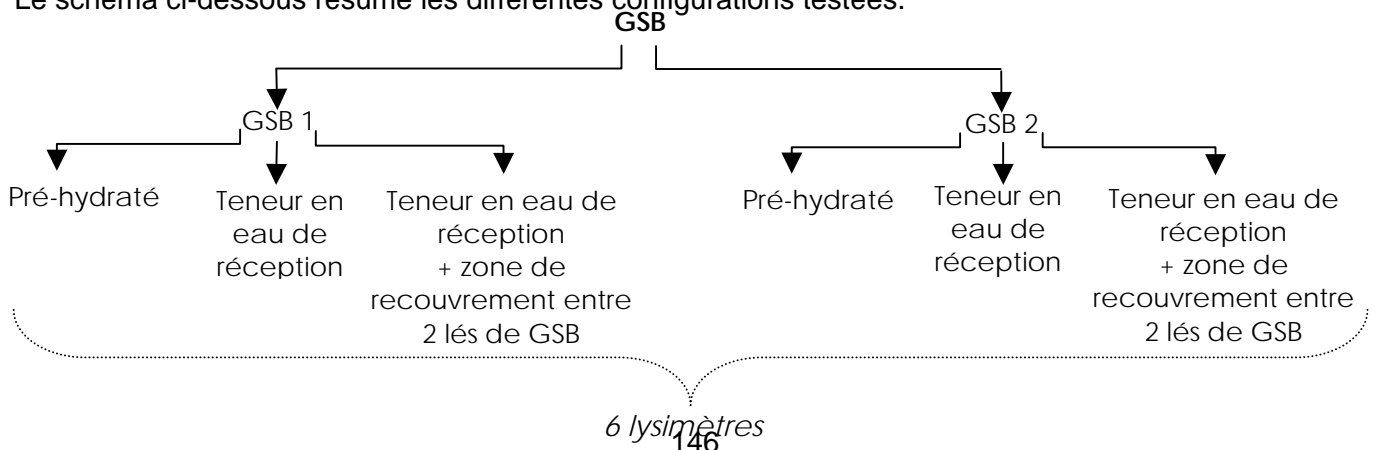 Le schéma ci-dessous résume les différentes configurations testées.
GSB
GSB 1
GSB 2
Pré-hydraté
Teneur en
eau de
réception
Teneur en eau de
réception
+ zone de
recouvrement entre
2 lés de GSB
Pré-hydraté
Teneur en
eau de
réception
Teneur en eau de
réception
+ zone de
recouvrement entre
2 lés de GSB
6 lysimètres
146